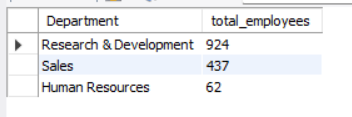 Department total_employees
Research & Development 924
Sales 437
Human Resources 62